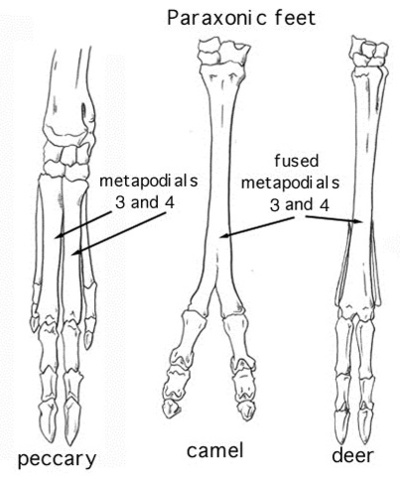 Paraxonic feet
metapodials
3 and 4
fused
metapodials
3 and 4
peccary
camel
deer